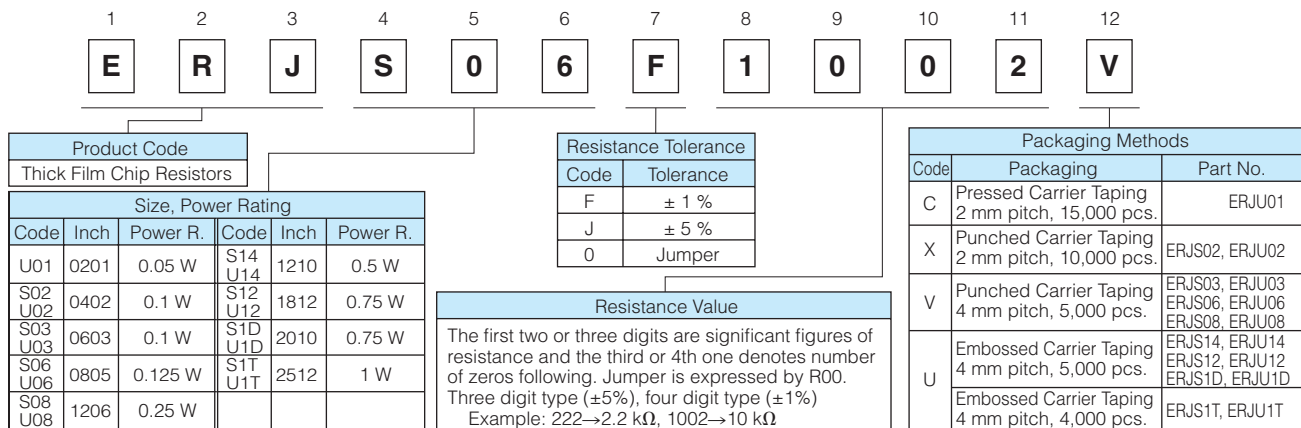 1 2 3 4 5 6 7 8 9 10 11 12
E R J S 0 6 F 1 0 0 2 V
Product Code
Thick Film Chip Resistors
Size, Power Rating
Code Inch Power R. Code Inch Power R.
U01 0201 0.05 W S14 U14 1210 0.5 W
S02 U02 0402 0.1 W S12 U12 1812 0.75 W
S03 U03 0603 0.1 W S1D U1D 2010 0.75 W
S06 U06 0805 0.125 W S1T U1T 2512 1 W
S08 U08 1206 0.25 W
Resistance Tolerance
Code Tolerance
F ± 1 %
J ± 5 %
0 Jumper
Resistance Value
The first two or three digits are significant figures of
resistance and the third or 4th one denotes number
of zeros following. Jumper is expressed by R00.
Three digit type (±5%), four digit type (±1%)
Example: 222→2.2 kΩ, 1002→10 kΩ
Packaging Methods
Code Packaging Part No.
C Pressed Carrier Taping 2 mm pitch, 15,000 pcs. ERJU01
X Punched Carrier Taping 2 mm pitch, 10,000 pcs. ERJS02, ERJU02
V Punched Carrier Taping 4 mm pitch, 5,000 pcs. ERJS03, ERJU03 ERJS06, ERJU06 ERJS08, ERJU08
U Embossed Carrier Taping 4 mm pitch, 5,000 pcs. ERJS14, ERJU14 ERJS12, ERJU12 ERJS1D, ERJU1D
Embossed Carrier Taping 4 mm pitch, 4,000 pcs. ERJS1T, ERJU1T